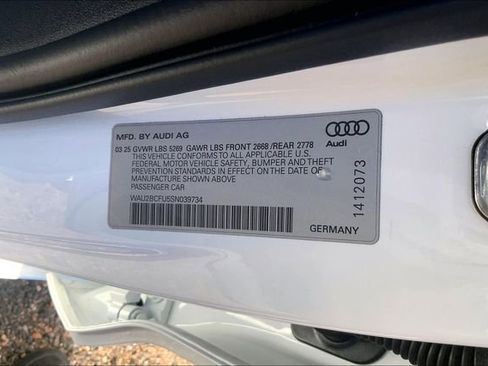 MFD. BY AUDI AG
03 25 GVWR LBS 5269 GAWR LBS FRONT 2668 /REAR 2778
THIS VEHICLE CONFORMS TO ALL APPLICABLE U.S.
FEDERAL MOTOR VEHICLE SAFETY, BUMPER AND THEFT
PREVENTION STANDARDS IN EFFECT ON THE DATE OF
MANUFACTURE SHOWN ABOVE
PASSENGER CAR
WAU2BCFU5SN039734
Audi
1412073
GERMANY